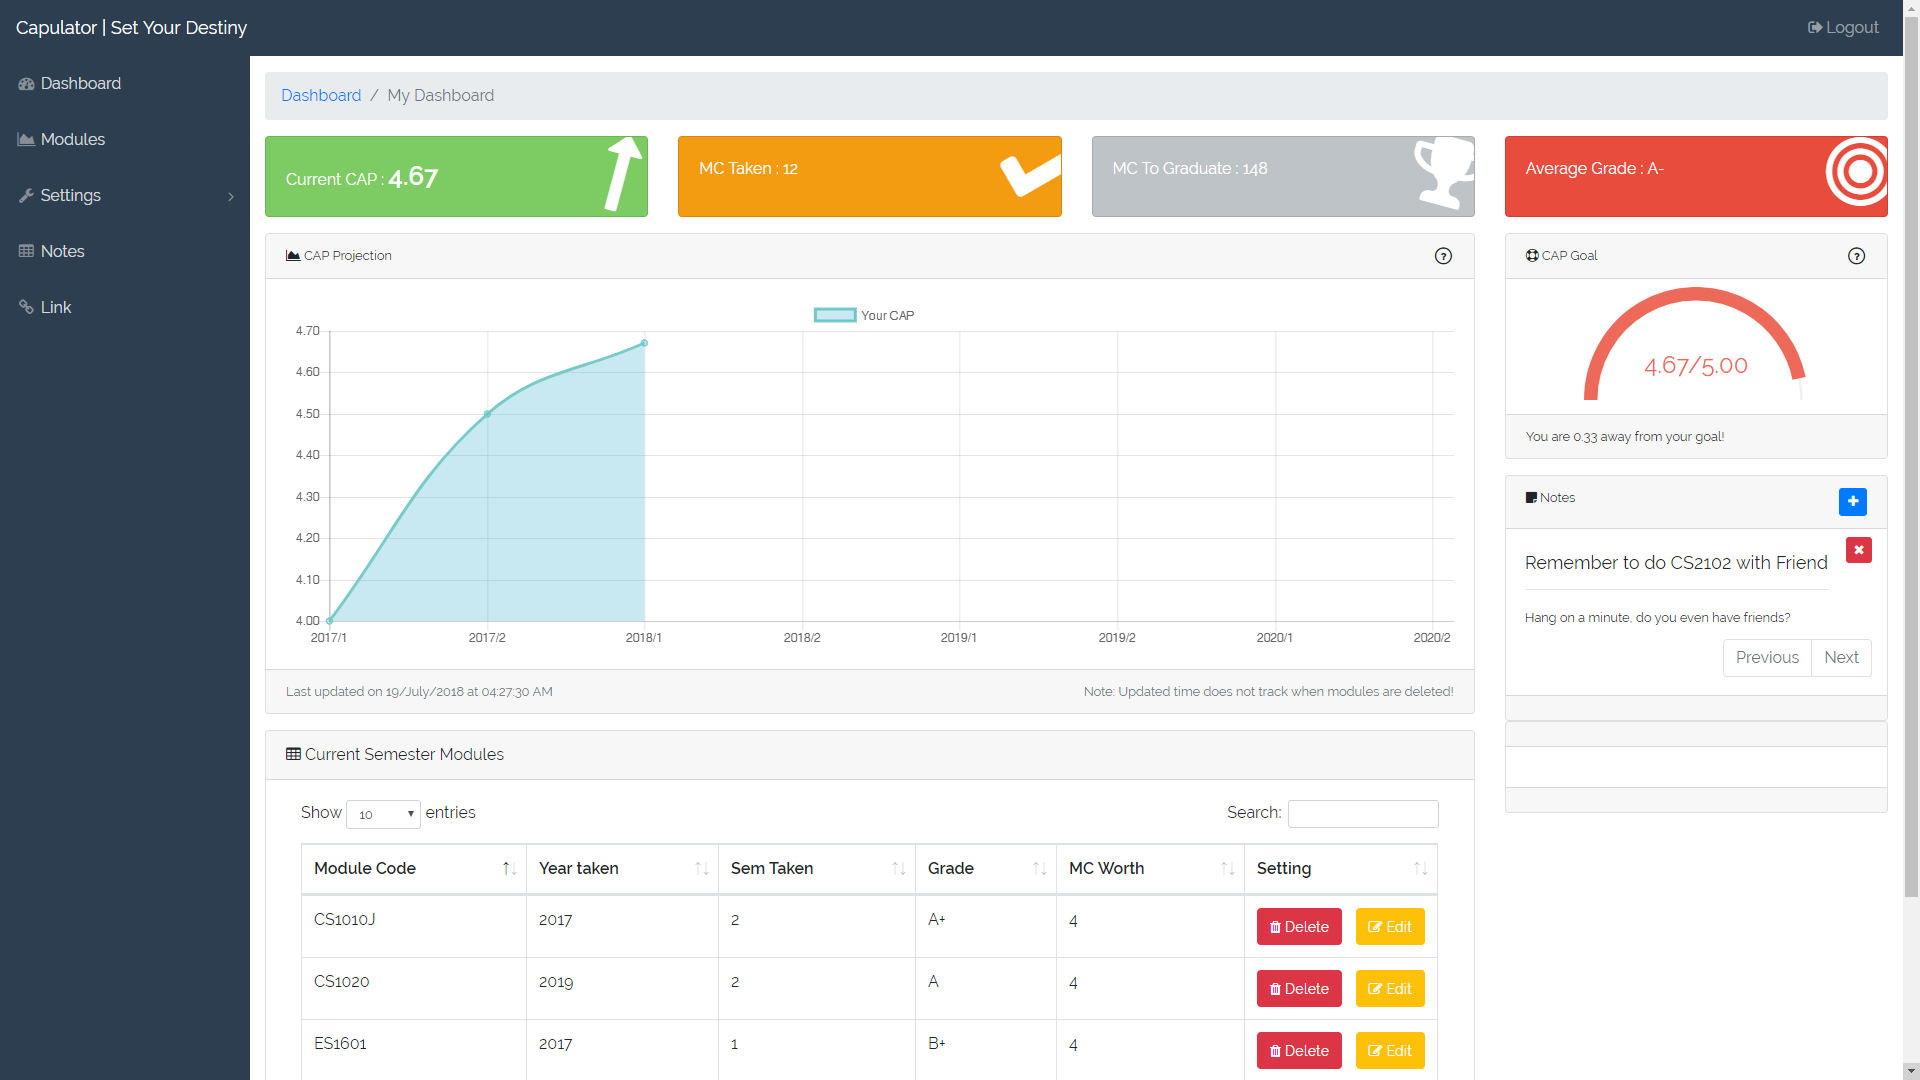 Capulator | Set Your Destiny
Logout
Dashboard
Modules
Settings
Notes
Link
Dashboard / My Dashboard
Current CAP : 4.67
MC Taken : 12
MC To Graduate : 148
Average Grade : A-
CAP Projection
Your CAP
4.70
4.60
4.50
4.40
4.30
4.20
4.10
4.00
2017/1 2017/2 2018/1 2018/2 2019/1 2019/2 2020/1 2020/2
Last updated on 19/July/2018 at 04:27:30 AM
Note: Updated time does not track when modules are deleted!
CAP Goal
4.67/5.00
You are 0.33 away from your goal!
Notes
Remember to do CS2102 with Friend
Hang on a minute, do you even have friends?
Previous Next
Current Semester Modules
Show 10 entries
Search:
Module Code Year taken Sem Taken Grade MC Worth Setting
CS1010J 2017 2 A+ 4 Delete Edit
CS1020 2019 2 A 4 Delete Edit
ES1601 2017 1 B+ 4 Delete Edit